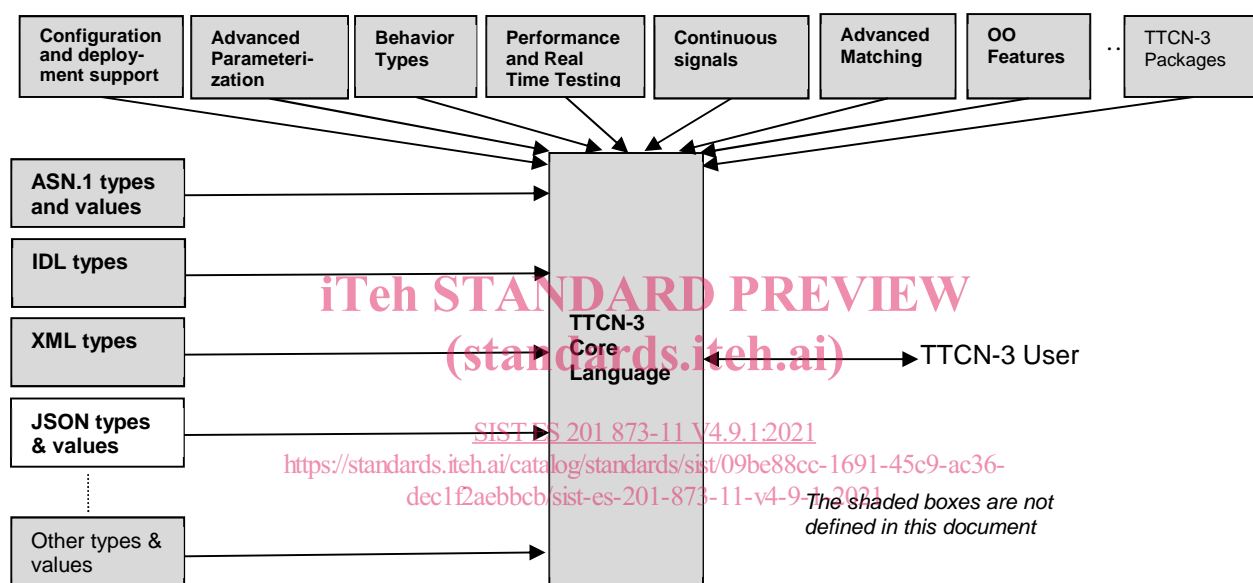 Configuration
and deploy-
ment support
Advanced
Parameteri-
zation
Behavior
Types
Performance
and Real
Time Testing
Continuous
signals
Advanced
Matching
OO
Features
..
TTCN-3
Packages
ASN.1 types
and values
IDL types
XML types
JSON types
& values
Other types &
values
TTCN-3
Core
Language
TTCN-3 User
iTeh STANDARD PREVIEW
(standards.iteh.ai)
SIST ES 201 873-11 V4.9.1:2021
https://standards.iteh.ai/catalog/standards/sist/09be88cc-1691-45c9-ac36-
dec1f2aebbcb/sist-es-201-873-11-v4-9-1-2021
The shaded boxes are not
defined in this document